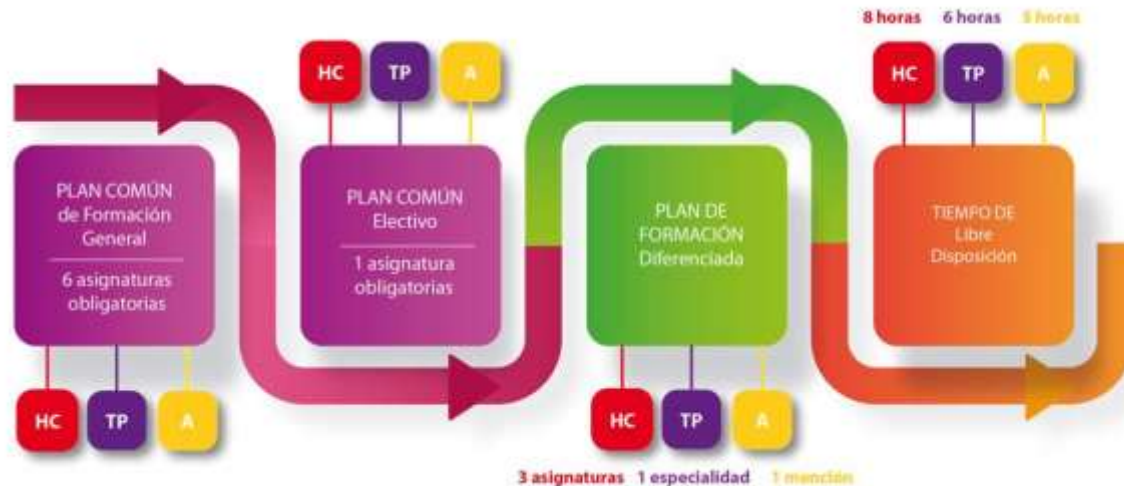 8 horas 6 horas 8 horas
HC TP A
HC TP A
PLAN COMÚN
de Formación
General
6 asignaturas
obligatorias
PLAN COMÚN
Electivo
1 asignatura
obligatorias
PLAN DE
FORMACIÓN
Diferenciada
TIEMPO DE
Libre
Disposición
HC TP A
HC TP A
3 asignaturas 1 especialidad 1 mención